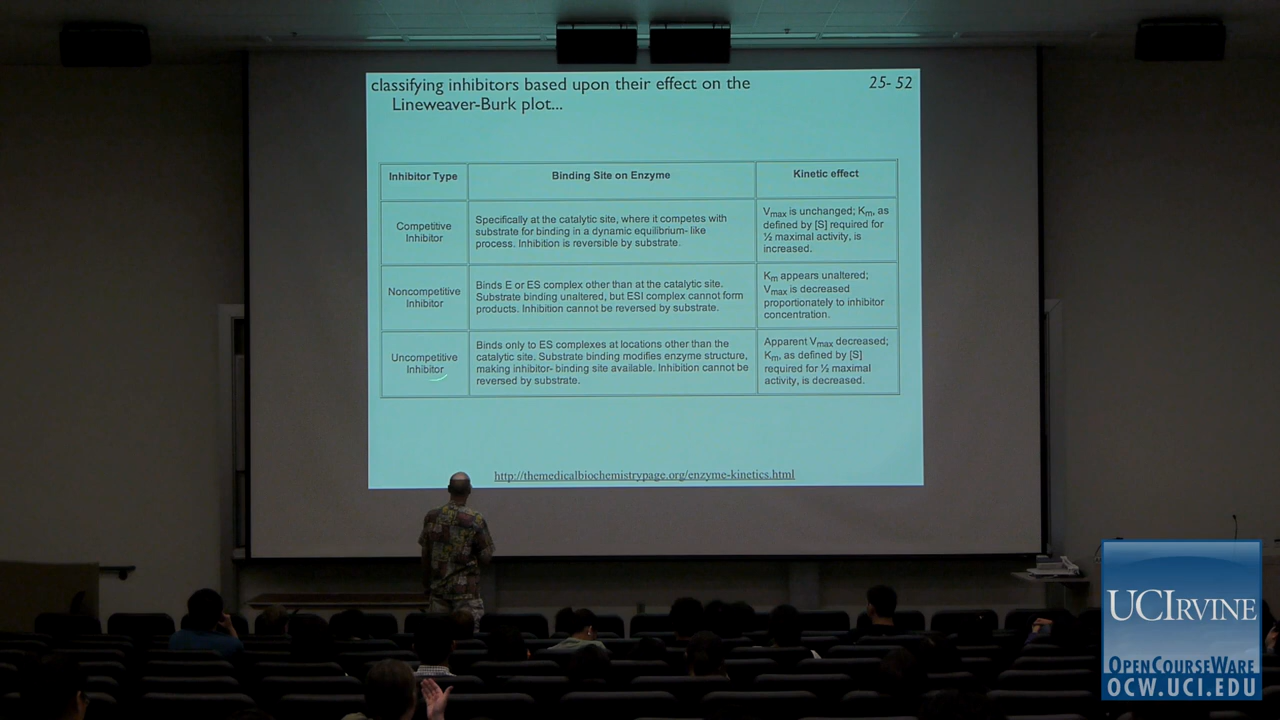 classifying inhibitors based upon their effect on the
Lineweaver-Burk plot...
25- 52
Inhibitor Type
Binding Site on Enzyme
Kinetic effect
Competitive
Inhibitor
Specifically at the catalytic site, where it competes with
substrate for binding in a dynamic equilibrium- like
process. Inhibition is reversible by substrate.
Vmax is unchanged; Km, as
defined by [S] required for
½ maximal activity, is
increased.
Noncompetitive
Inhibitor
Binds E or ES complex other than at the catalytic site.
Substrate binding unaltered, but ESI complex cannot form
products. Inhibition cannot be reversed by substrate.
Km appears unaltered;
Vmax is decreased
proportionately to inhibitor
concentration.
Uncompetitive
Inhibitor
Binds only to ES complexes at locations other than the
catalytic site. Substrate binding modifies enzyme structure,
making inhibitor- binding site available. Inhibition cannot be
reversed by substrate.
Apparent Vmax decreased;
Km, as defined by [S]
required for ½ maximal
activity, is decreased.
http://themedicalbiochemistrypage.org/enzyme-kinetics.html
UCIRVINE
OPENCOURSEWARE
OCW.UCI.EDU